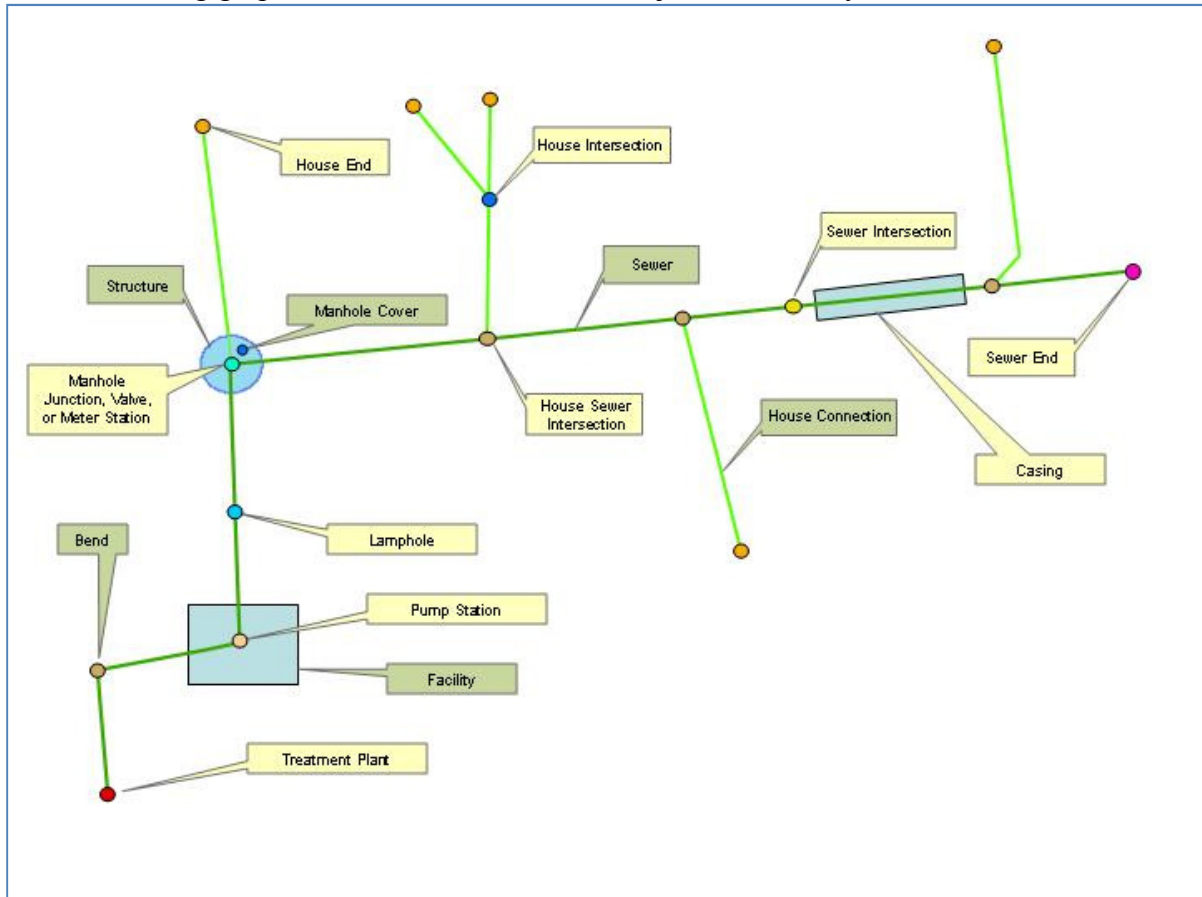 House End
House Intersection
Sewer Intersection
Structure
Sewer
Manhole Cover
Sewer End
Manhole
Junction, Valve,
or Meter Station
House Sewer
Intersection
House Connection
Casing
Bend
Lamphole
Pump Station
Facility
Treatment Plant